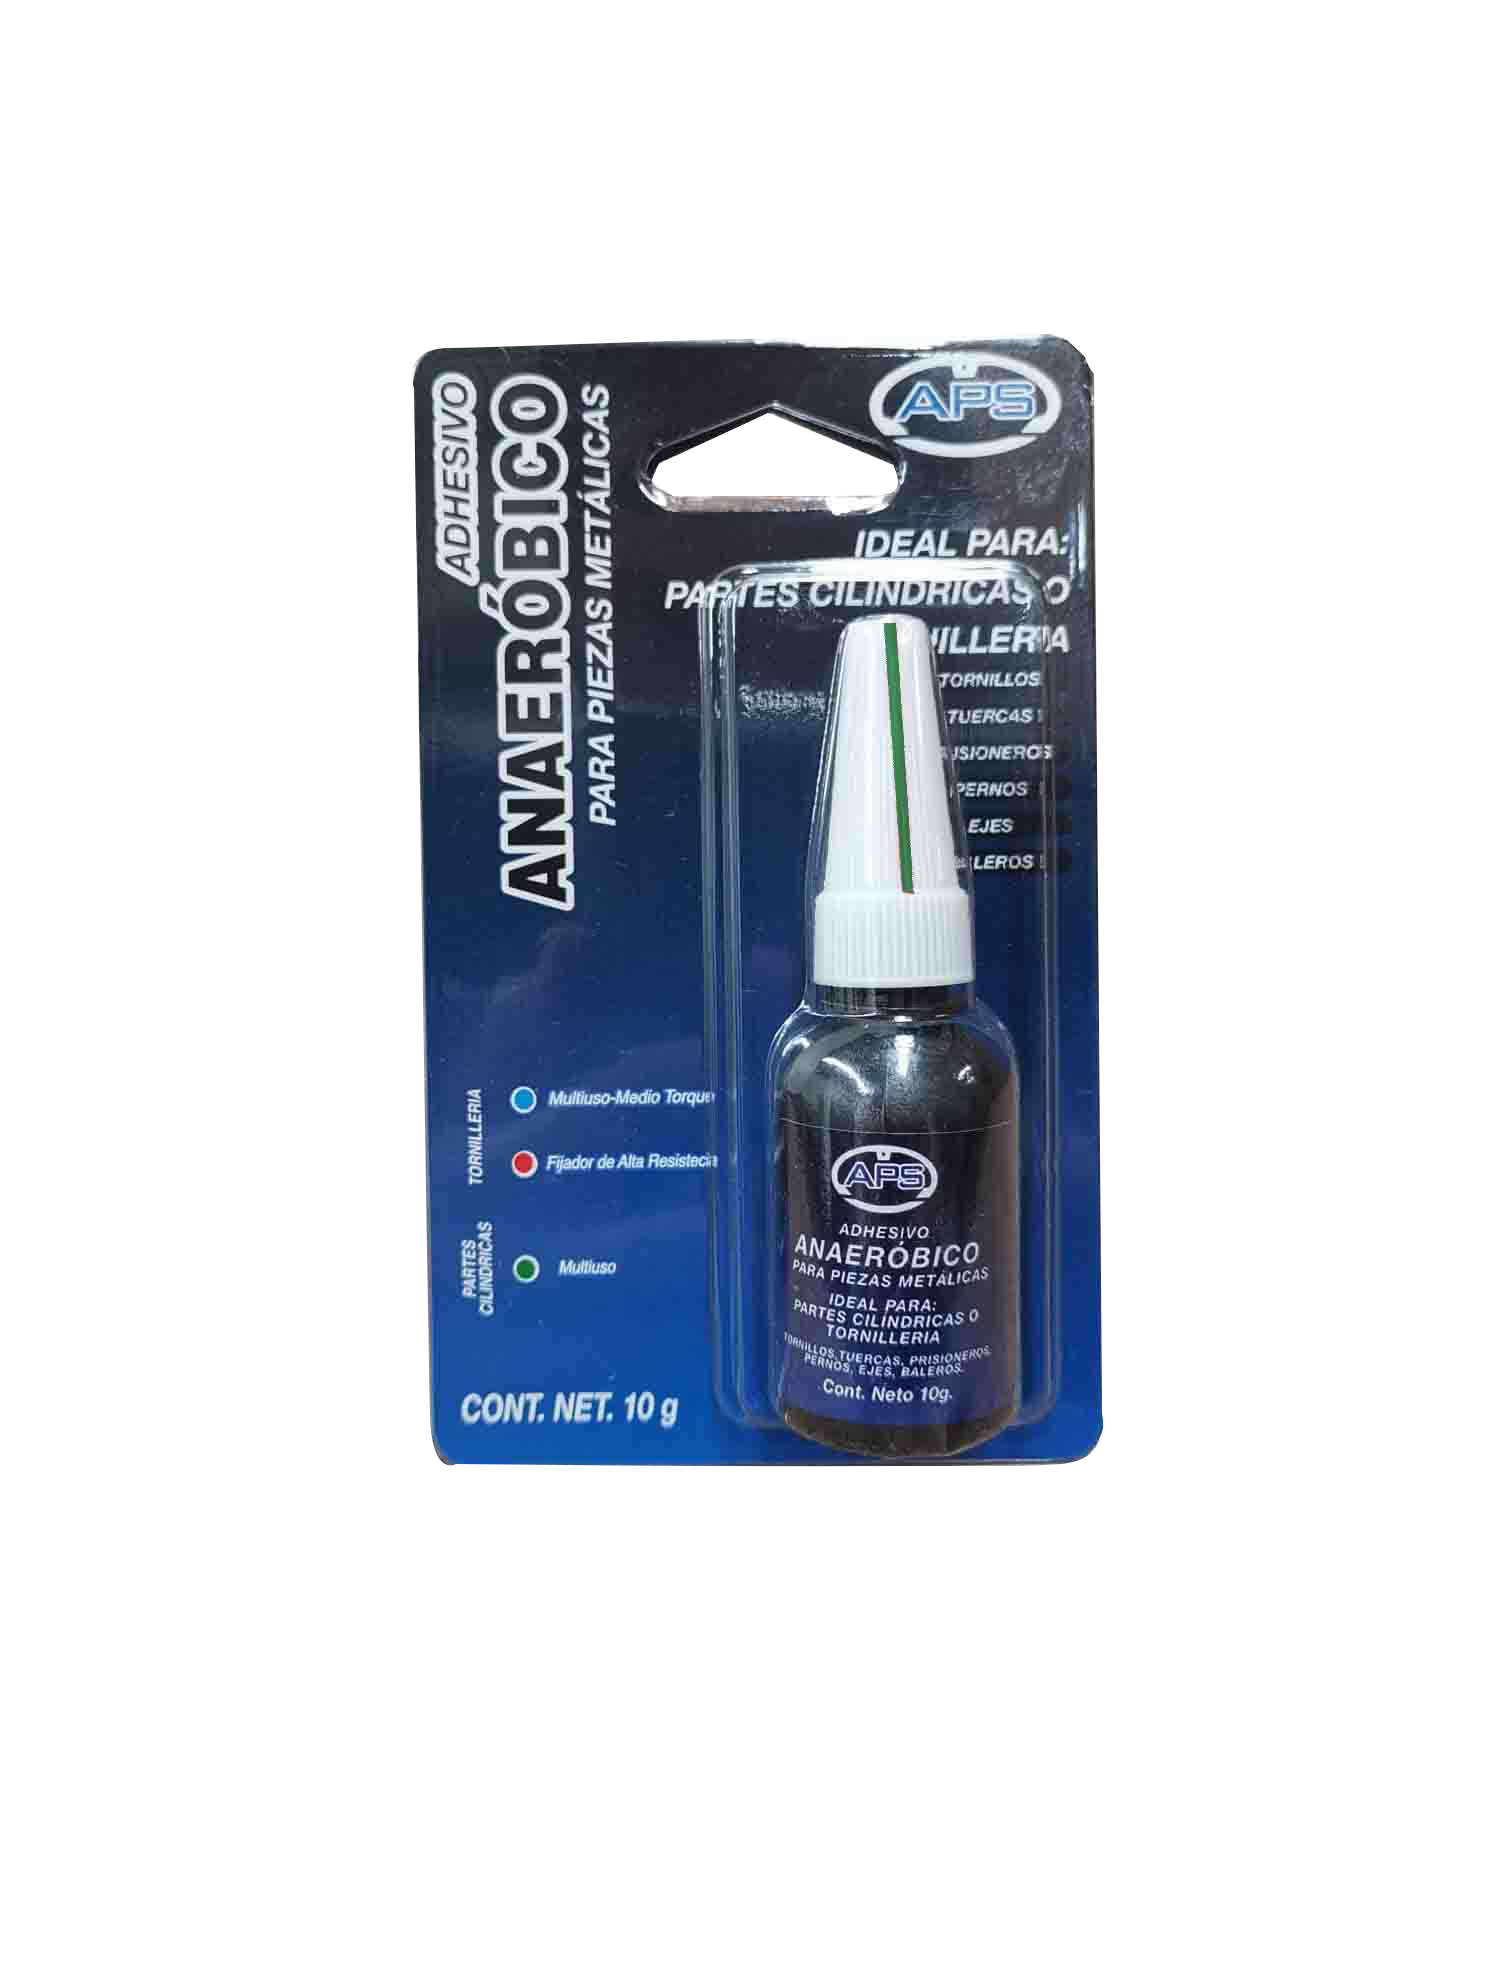 APS
ADHESIVO
ANAERÓBICO
PARA PIEZAS METÁLICAS
IDEAL PARA:
PARTES CILINDRICAS O
TORNILLOS
TUERCAS
PERNOS
EJES
TORNILLERIA
Multiuso-Medio Torque
Fijador de Alta Resistecia
PARTES
CILINDRICAS
Multiuso
CONT. NET. 10 g
APS
ADHESIVO
ANAERÓBICO
PARA PIEZAS METÁLICAS
IDEAL PARA:
PARTES CILÍNDRICAS O
TORNILLERIA
TORNILLOS,TUERCAS, PRISIONEROS,
PERNOS, EJES, BALEROS.
Cont. Neto 10g.